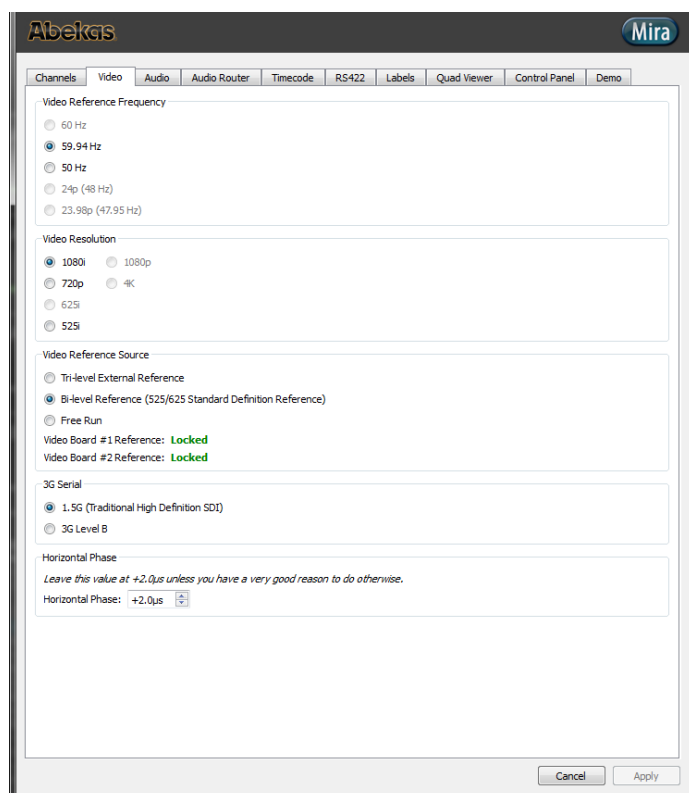 Abekas
Mira
Channels Video Audio Audio Router Timecode RS422 Labels Quad Viewer Control Panel Demo
Video Reference Frequency
60 Hz
59.94 Hz
50 Hz
24p (48 Hz)
23.98p (47.95 Hz)
Video Resolution
1080i 1080p
720p 4K
625i
525i
Video Reference Source
Tri-level External Reference
Bi-level Reference (525/625 Standard Definition Reference)
Free Run
Video Board #1 Reference: Locked
Video Board #2 Reference: Locked
3G Serial
1.5G (Traditional High Definition SDI)
3G Level B
Horizontal Phase
Leave this value at +2.0µs unless you have a very good reason to do otherwise.
Horizontal Phase: +2.0µs
Cancel Apply